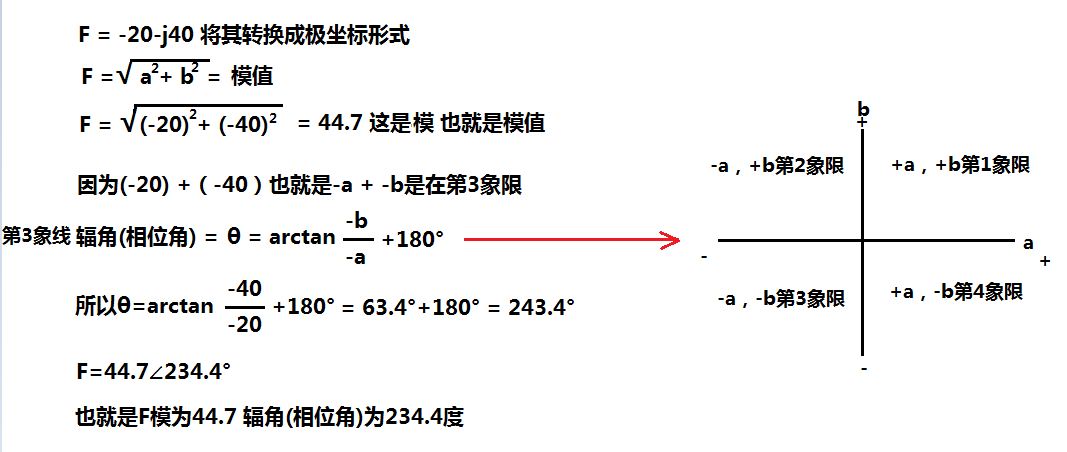 F = -20-j40 将其转换成极坐标形式
F =√ a²+ b² = 模值
F = √(-20)²+ (-40)² = 44.7 这是模 也就是模值
因为(-20) + ( -40 ) 也就是-a + -b是在第3象限
第3象线 辐角(相位角) = θ = arctan -b/-a +180°
所以θ=arctan -40/-20 +180° = 63.4°+180° = 243.4°
F=44.7∠234.4°
也就是F模为44.7 辐角(相位角)为234.4度
b
+
-a，+b第2象限 +a，+b第1象限
a
- +
-a，-b第3象限 +a，-b第4象限
-